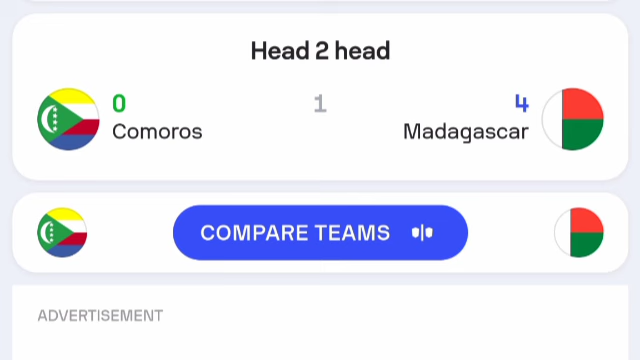 Head 2 head
0 1 4
Comoros Madagascar
COMPARE TEAMS
ADVERTISEMENT